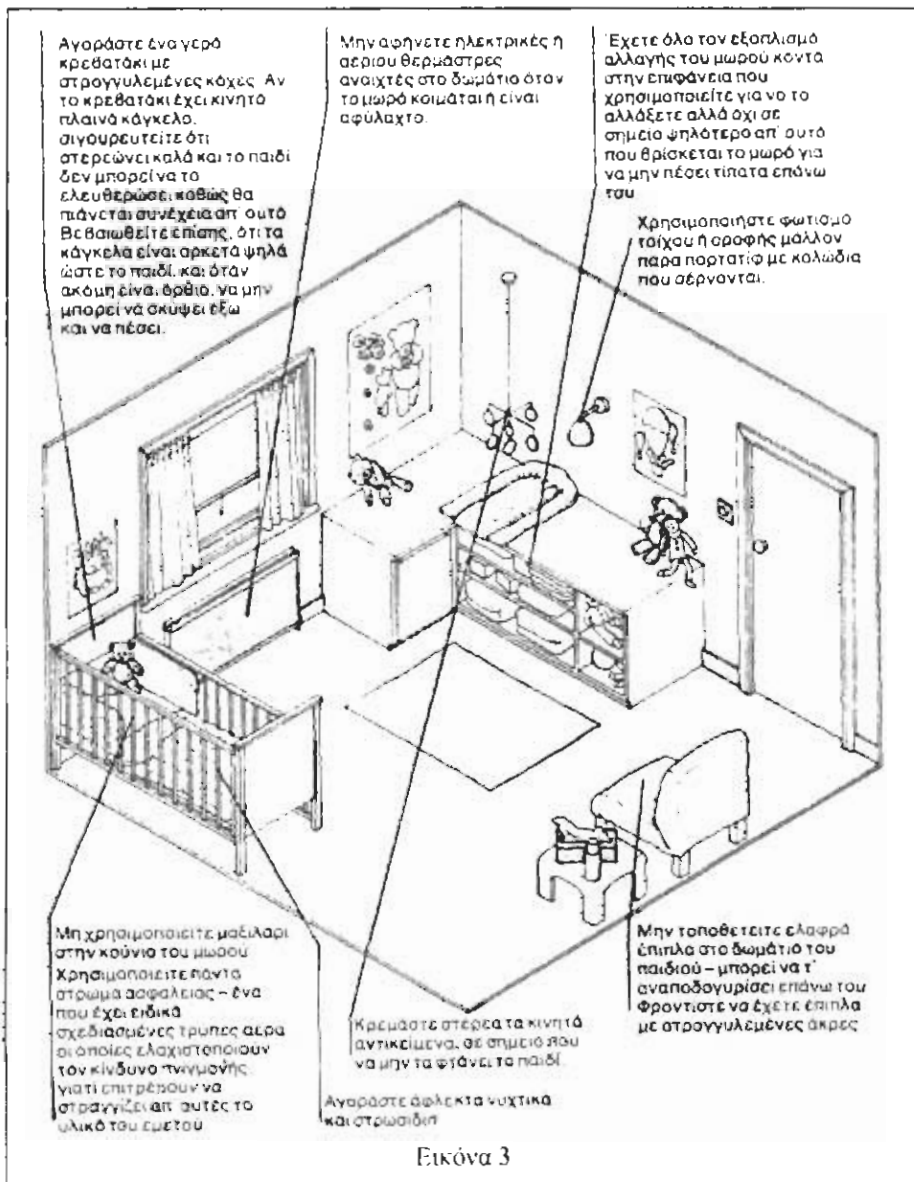 Αγοράστε ένα γερό
κρεβατάκι με
στρογγυλεμένες κόχες. Αν
το κρεβατάκι έχει κινητό
πλαινό κάγκελο,
σιγουρευτείτε ότι
στερεώνει καλά και το παιδί
δεν μπορεί να το
ελευθερώσει καθώς θα
πιάνεται συνέχεια απ' αυτό
Βεβαιωθείτε επίσης, ότι τα
κάγκελα είναι αρκετά ψηλά
ώστε το παιδί, και όταν
ακόμη είναι όρθιο, να μην
μπορεί να σκύψει έξω
και να πέσει.
Μην αφήνετε ηλεκτρικές ή
αερίου θερμάστρες
ανοιχτές στο δωμάτιο όταν
το μωρό κοιμάται ή είναι
αφύλαχτο.
Έχετε όλο τον εξοπλισμό
αλλαγής του μωρού κοντά
στην επιφάνεια που
χρησιμοποιείτε για να το
αλλάξετε αλλά όχι σε
σημείο ψηλότερο απ' αυτό
που βρίσκεται το μωρό για
να μην πέσει τίποτα επάνω
του
Χρησιμοποιήστε φωτισμό
τοίχου ή οροφής μάλλον
παρά πορτατίφ με καλώδια
που σέρνονται.
Μη χρησιμοποιείτε μαξιλάρι
στην κούνια του μωρού
Χρησιμοποιείτε πάντα
στρώμα ασφαλείας – ένα
που έχει ειδικά
σχεδιασμένες τρύπες αέρα
οι οποίες ελαχιστοποιούν
τον κίνδυνο πνιγμονής
γιατί επιτρέπουν να
στραγγίζει απ' αυτές το
υλικό του εμετού
Κρεμάστε στέρεα τα κινητά
αντικείμενα, σε σημείο που
να μην τα φτάνει το παιδί.
Αγοράστε άφλεκτα νυχτικά
και στρωσίδια
Μην τοποθετείτε ελαφρά
έπιπλα στο δωμάτιο του
παιδιού – μπορεί να τ'
αναποδογυρίσει επάνω του
Φροντίστε να έχετε έπιπλα
με στρογγυλεμένες άκρες
Εικόνα 3